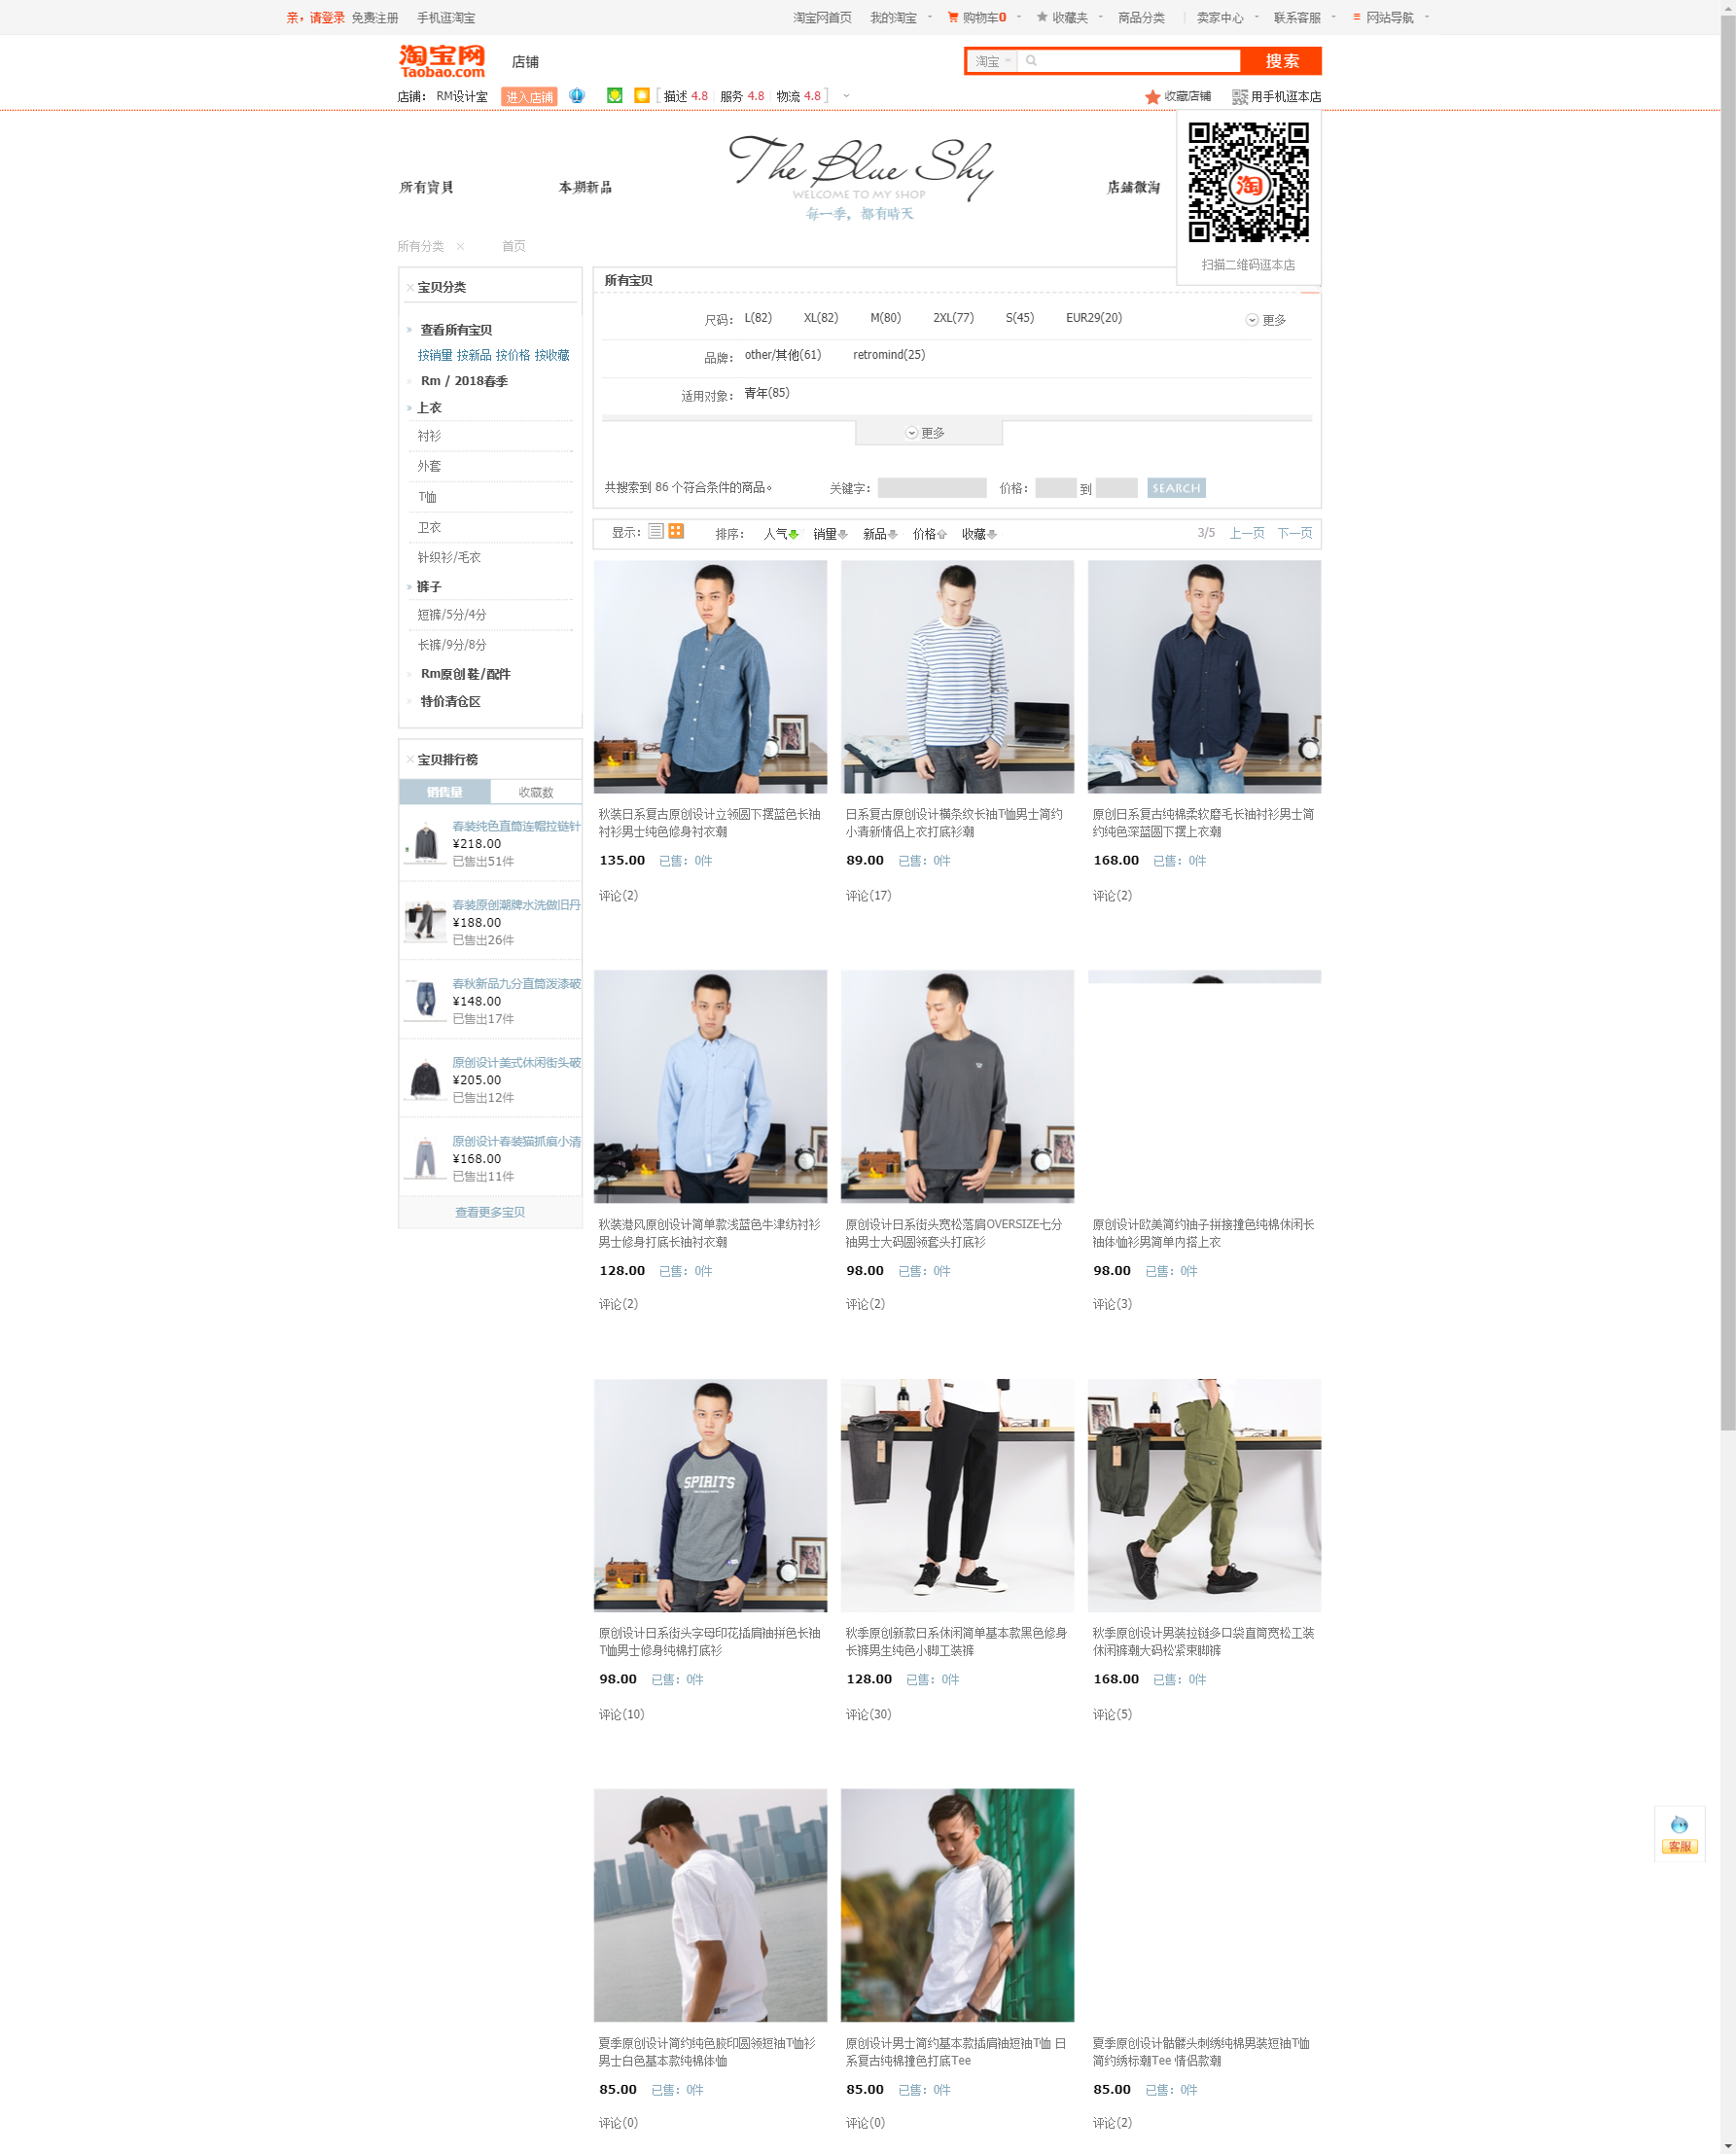 亲，请登录 免费注册 手机逛淘宝
淘宝网首页 我的淘宝 购物车0 收藏夹 商品分类 卖家中心 联系客服 网站导航
淘宝网
Taobao.com
店铺
淘宝
搜索
店铺： RM设计室 进入店铺 描述 4.8 服务 4.8 物流 4.8
收藏店铺 用手机逛本店
The Blue Sky
WELCOME TO MY SHOP
每一季，都有晴天
所有寶貝
本期新品
店鋪微淘
淘
扫描二维码逛本店
所有分类 首页
宝贝分类
查看所有宝贝
按销量 按新品 按价格 按收藏
Rm / 2018春季
上衣
衬衫
外套
T恤
卫衣
针织衫/毛衣
裤子
短裤/5分/4分
长裤/9分/8分
Rm原创 鞋/配件
特价清仓区
宝贝排行榜
销售量 收藏数
春装纯色直筒连帽拉链针
¥218.00
已售出51件
春装原创潮牌水洗做旧丹
¥188.00
已售出26件
春秋新品九分直筒泼漆破
¥148.00
已售出17件
原创设计美式休闲街头破
¥205.00
已售出12件
原创设计春装猫抓痕小清
¥168.00
已售出11件
查看更多宝贝
所有宝贝
尺码： L(82) XL(82) M(80) 2XL(77) S(45) EUR29(20) 更多
品牌： other/其他(61) retromind(25)
适用对象： 青年(85)
更多
共搜索到 86 个符合条件的商品。 关键字： 价格： 到 SEARCH
显示： 排序： 人气 销量 新品 价格 收藏 3/5 上一页 下一页
秋装日系复古原创设计立领圆下摆蓝色长袖
衬衫男士纯色修身衬衣潮
135.00 已售：0件
评论(2)
日系复古原创设计横条纹长袖T恤男士简约
小清新情侣上衣打底衫潮
89.00 已售：0件
评论(17)
原创日系复古纯棉柔软磨毛长袖衬衫男士简
约纯色深蓝圆下摆上衣潮
168.00 已售：0件
评论(2)
秋装港风原创设计简单款浅蓝色牛津纺衬衫
男士修身打底长袖衬衣潮
128.00 已售：0件
评论(2)
原创设计日系街头宽松落肩OVERSIZE七分
袖男士大码圆领套头打底衫
98.00 已售：0件
评论(2)
原创设计欧美简约袖子拼接撞色纯棉休闲长
袖体恤衫男简单内搭上衣
98.00 已售：0件
评论(3)
SPIRITS
原创设计日系街头字母印花插肩袖拼色长袖
T恤男士修身纯棉打底衫
98.00 已售：0件
评论(10)
秋季原创新款日系休闲简单基本款黑色修身
长裤男生纯色小脚工装裤
128.00 已售：0件
评论(30)
秋季原创设计男装拉链多口袋直筒宽松工装
休闲裤潮大码松紧束脚裤
168.00 已售：0件
评论(5)
夏季原创设计简约纯色胶印圆领短袖T恤衫
男士白色基本款纯棉体恤
85.00 已售：0件
评论(0)
原创设计男士简约基本款插肩袖短袖T恤 日
系复古纯棉撞色打底Tee
85.00 已售：0件
评论(0)
夏季原创设计骷髅头刺绣纯棉男装短袖T恤
简约绣标潮Tee 情侣款潮
85.00 已售：0件
评论(2)
客服